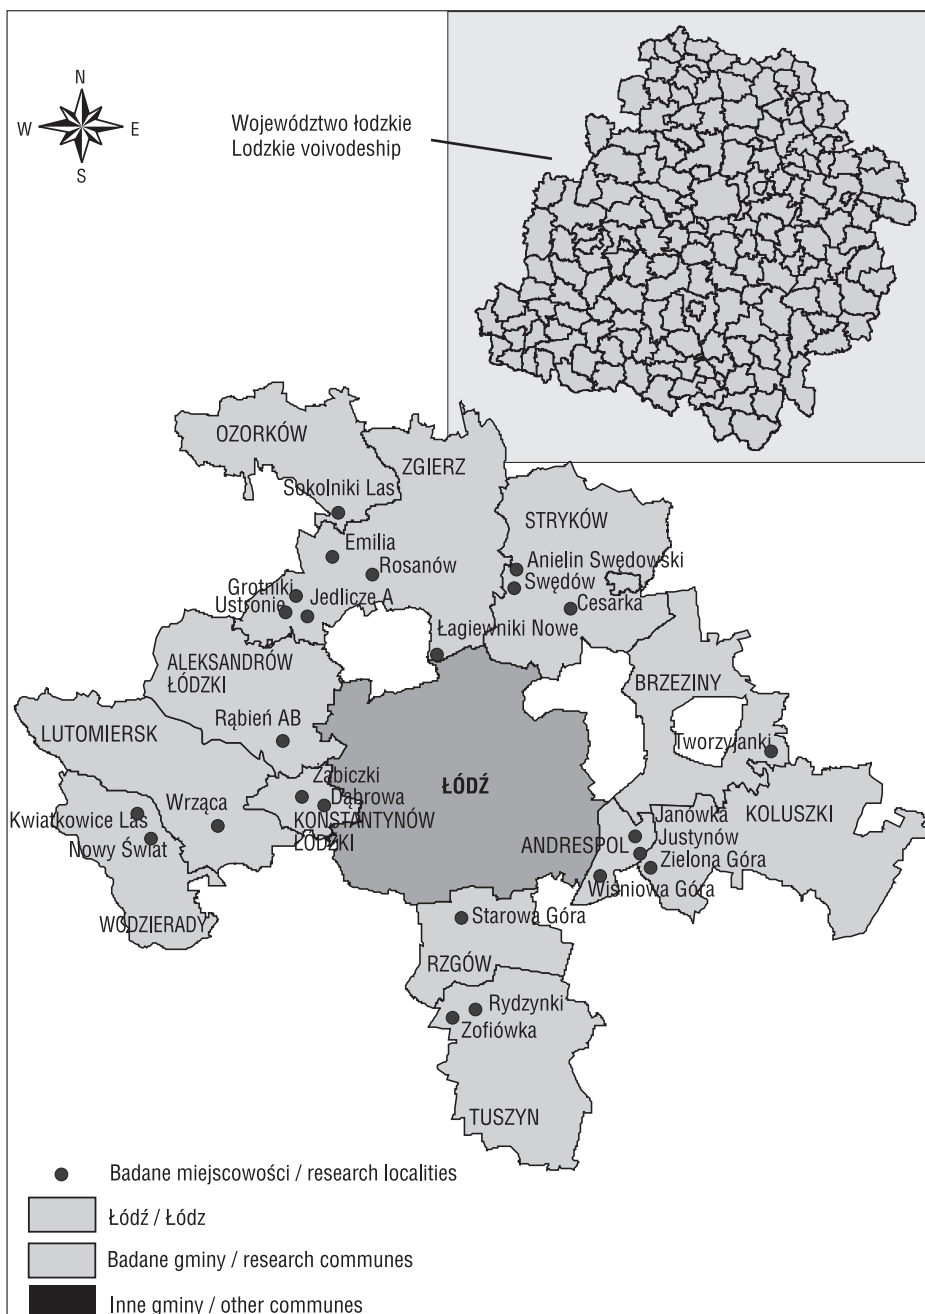 N
W
E
S
Województwo łodzkie
Lodzkie voivodeship
OZORKÓW
ZGIERZ
Sokolniki Las
STRYKÓW
Emilia
Anielin Swędowski
Rosanów
Swędów
Grotniki
Jedlicze A
Cesarka
Ustronie
Łagiewniki Nowe
ALEKSANDRÓW
ŁÓDZKI
BRZEZINY
Rąbień AB
LUTOMIERSK
Tworzyjanki
Żabiczki
ŁÓDŹ
Dąbrowa
Wrząca
Kwiatkowice Las
KONSTANTYNÓW
ŁÓDZKI
Janówka
KOLUSZKI
Justynów
ANDRESPOL
Nowy Świat
Zielona Góra
Wiśniowa Góra
WODZIERADY
Starowa Góra
RZGÓW
Rydzynki
Zofiówka
TUSZYN
Badane miejscowości / research localities
Łódź / Łódz
Badane gminy / research communes
Inne gminy / other communes